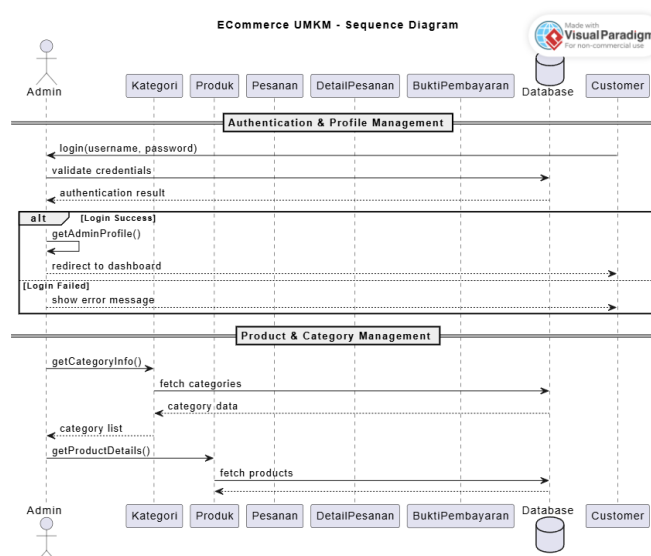 ECommerce UMKM - Sequence Diagram
Made with
Visual Paradigm
For non-commercial use
Admin Kategori Produk Pesanan DetailPesanan BuktiPembayaran Database Customer
Authentication & Profile Management
login(username, password)
validate credentials
authentication result
alt [Login Success]
getAdminProfile()
redirect to dashboard
[Login Failed]
show error message
Product & Category Management
getCategoryInfo()
fetch categories
category data
category list
getProductDetails()
fetch products
Admin Kategori Produk Pesanan DetailPesanan BuktiPembayaran Database Customer